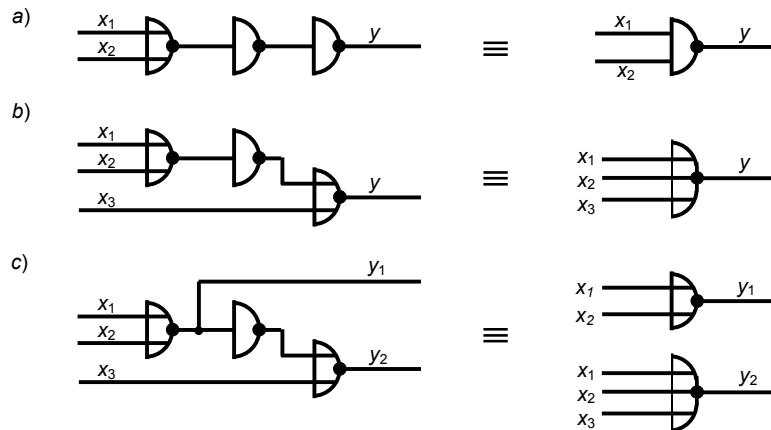 a)
x₁
x₂
y
≡
x₁
x₂
y
b)
x₁
x₂
x₃
y
≡
x₁
x₂
x₃
y
c)
y₁
x₁
x₂
x₃
y₂
≡
x₁
x₂
y₁
x₁
x₂
x₃
y₂